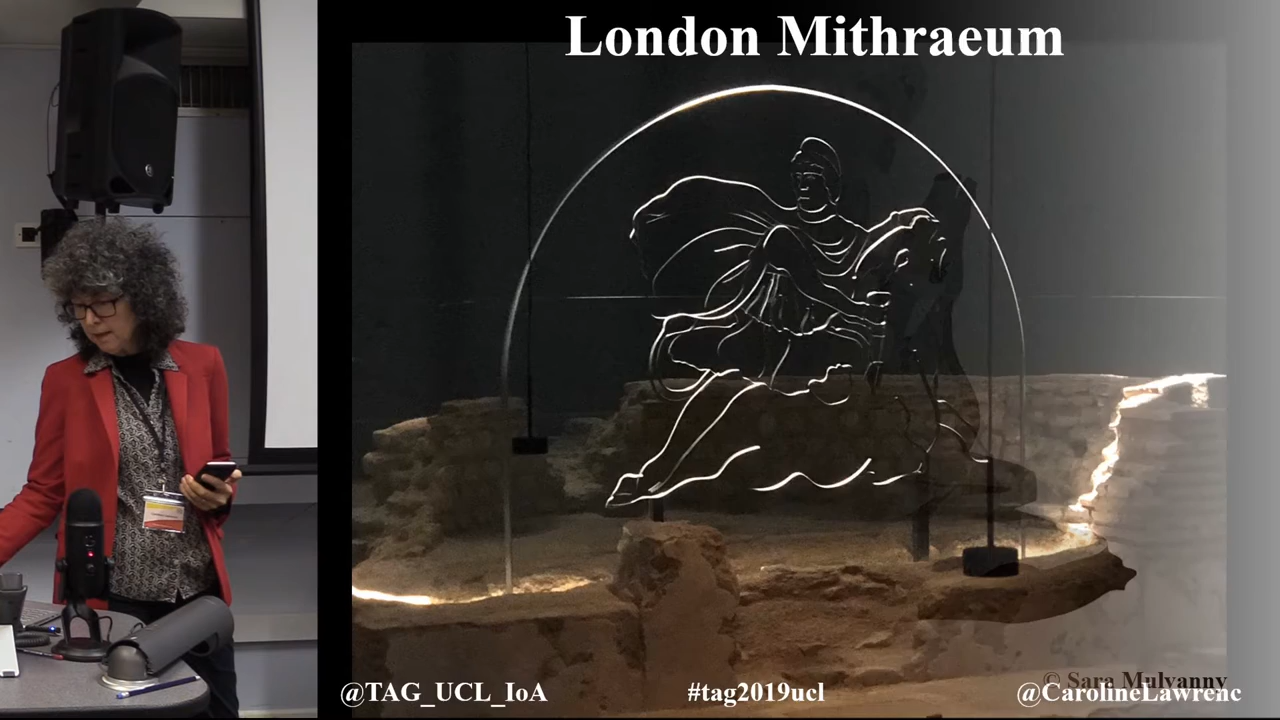 London Mithraeum
© Sara Mulvanny
@TAG_UCL_IoA
#tag2019ucl
@CarolineLawrenc